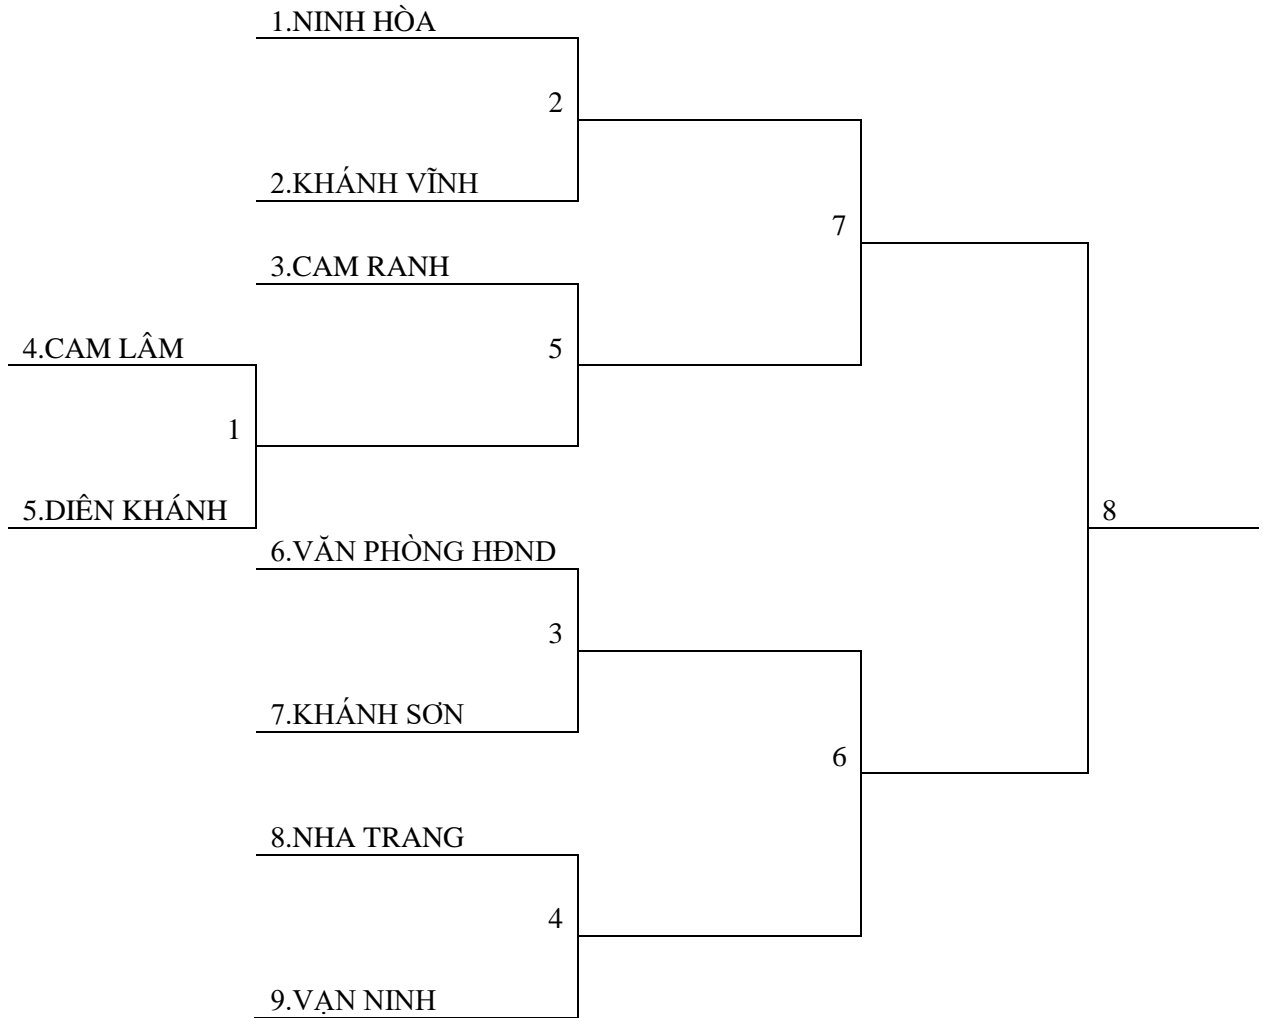 1.NINH HÒA
2
2.KHÁNH VĨNH
7
3.CAM RANH
4.CAM LÂM
5
1
5.DIÊN KHÁNH
8
6.VĂN PHÒNG HĐND
3
7.KHÁNH SƠN
6
8.NHA TRANG
4
9.VẠN NINH